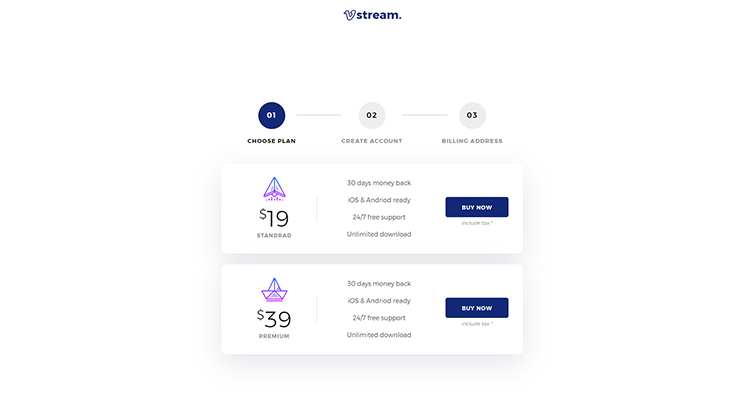 Vstream.
01 02 03
CHOOSE PLAN CREATE ACCOUNT BILLING ADDRESS
$19
STANDRAD
30 days money back
iOS & Andriod ready
24/7 free support
Unlimited download
BUY NOW
include tax *
$39
PREMIUM
30 days money back
iOS & Andriod ready
24/7 free support
Unlimited download
BUY NOW
include tax *